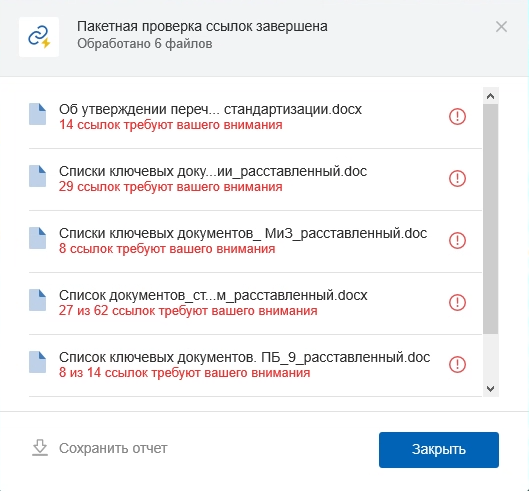 Пакетная проверка ссылок завершена
Обработано 6 файлов
Об утверждении переч... стандартизации.docx
14 ссылок требуют вашего внимания
Списки ключевых доку...ии_расставленный.doc
29 ссылок требуют вашего внимания
Списки ключевых документов_ МиЗ_расставленный.doc
8 ссылок требуют вашего внимания
Список документов_ст...м_расставленный.docx
27 из 62 ссылок требуют вашего внимания
Список ключевых документов. ПБ_9_расставленный.doc
8 из 14 ссылок требуют вашего внимания
Сохранить отчет
Закрыть